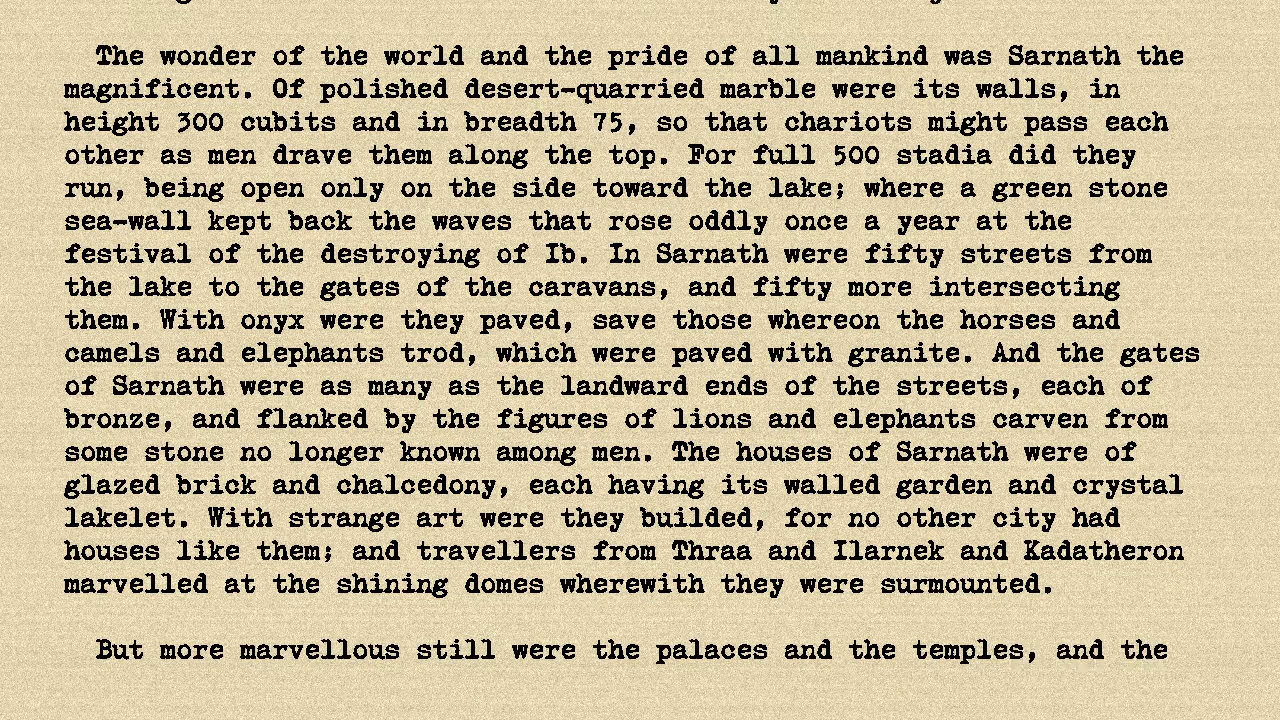 The wonder of the world and the pride of all mankind was Sarnath the
magnificent. Of polished desert-quarried marble were its walls, in
height 300 cubits and in breadth 75, so that chariots might pass each
other as men drave them along the top. For full 500 stadia did they
run, being open only on the side toward the lake; where a green stone
sea-wall kept back the waves that rose oddly once a year at the
festival of the destroying of Ib. In Sarnath were fifty streets from
the lake to the gates of the caravans, and fifty more intersecting
them. With onyx were they paved, save those whereon the horses and
camels and elephants trod, which were paved with granite. And the gates
of Sarnath were as many as the landward ends of the streets, each of
bronze, and flanked by the figures of lions and elephants carven from
some stone no longer known among men. The houses of Sarnath were of
glazed brick and chalcedony, each having its walled garden and crystal
lakelet. With strange art were they builded, for no other city had
houses like them; and travellers from Thraa and Ilarnek and Kadatheron
marvelled at the shining domes wherewith they were surmounted.
But more marvellous still were the palaces and the temples, and the